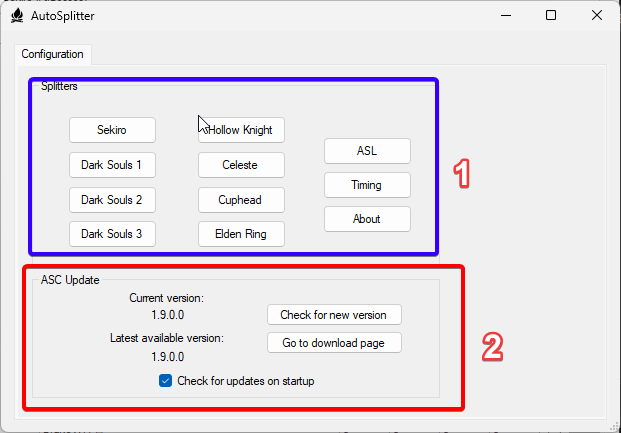 AutoSplitter
Configuration
Splitters
Sekiro
Hollow Knight
ASL
Dark Souls 1
Celeste
Timing
Dark Souls 2
Cuphead
About
Dark Souls 3
Elden Ring
1
ASC Update
Current version:
1.9.0.0
Check for new version
Latest available version:
1.9.0.0
Go to download page
Check for updates on startup
2